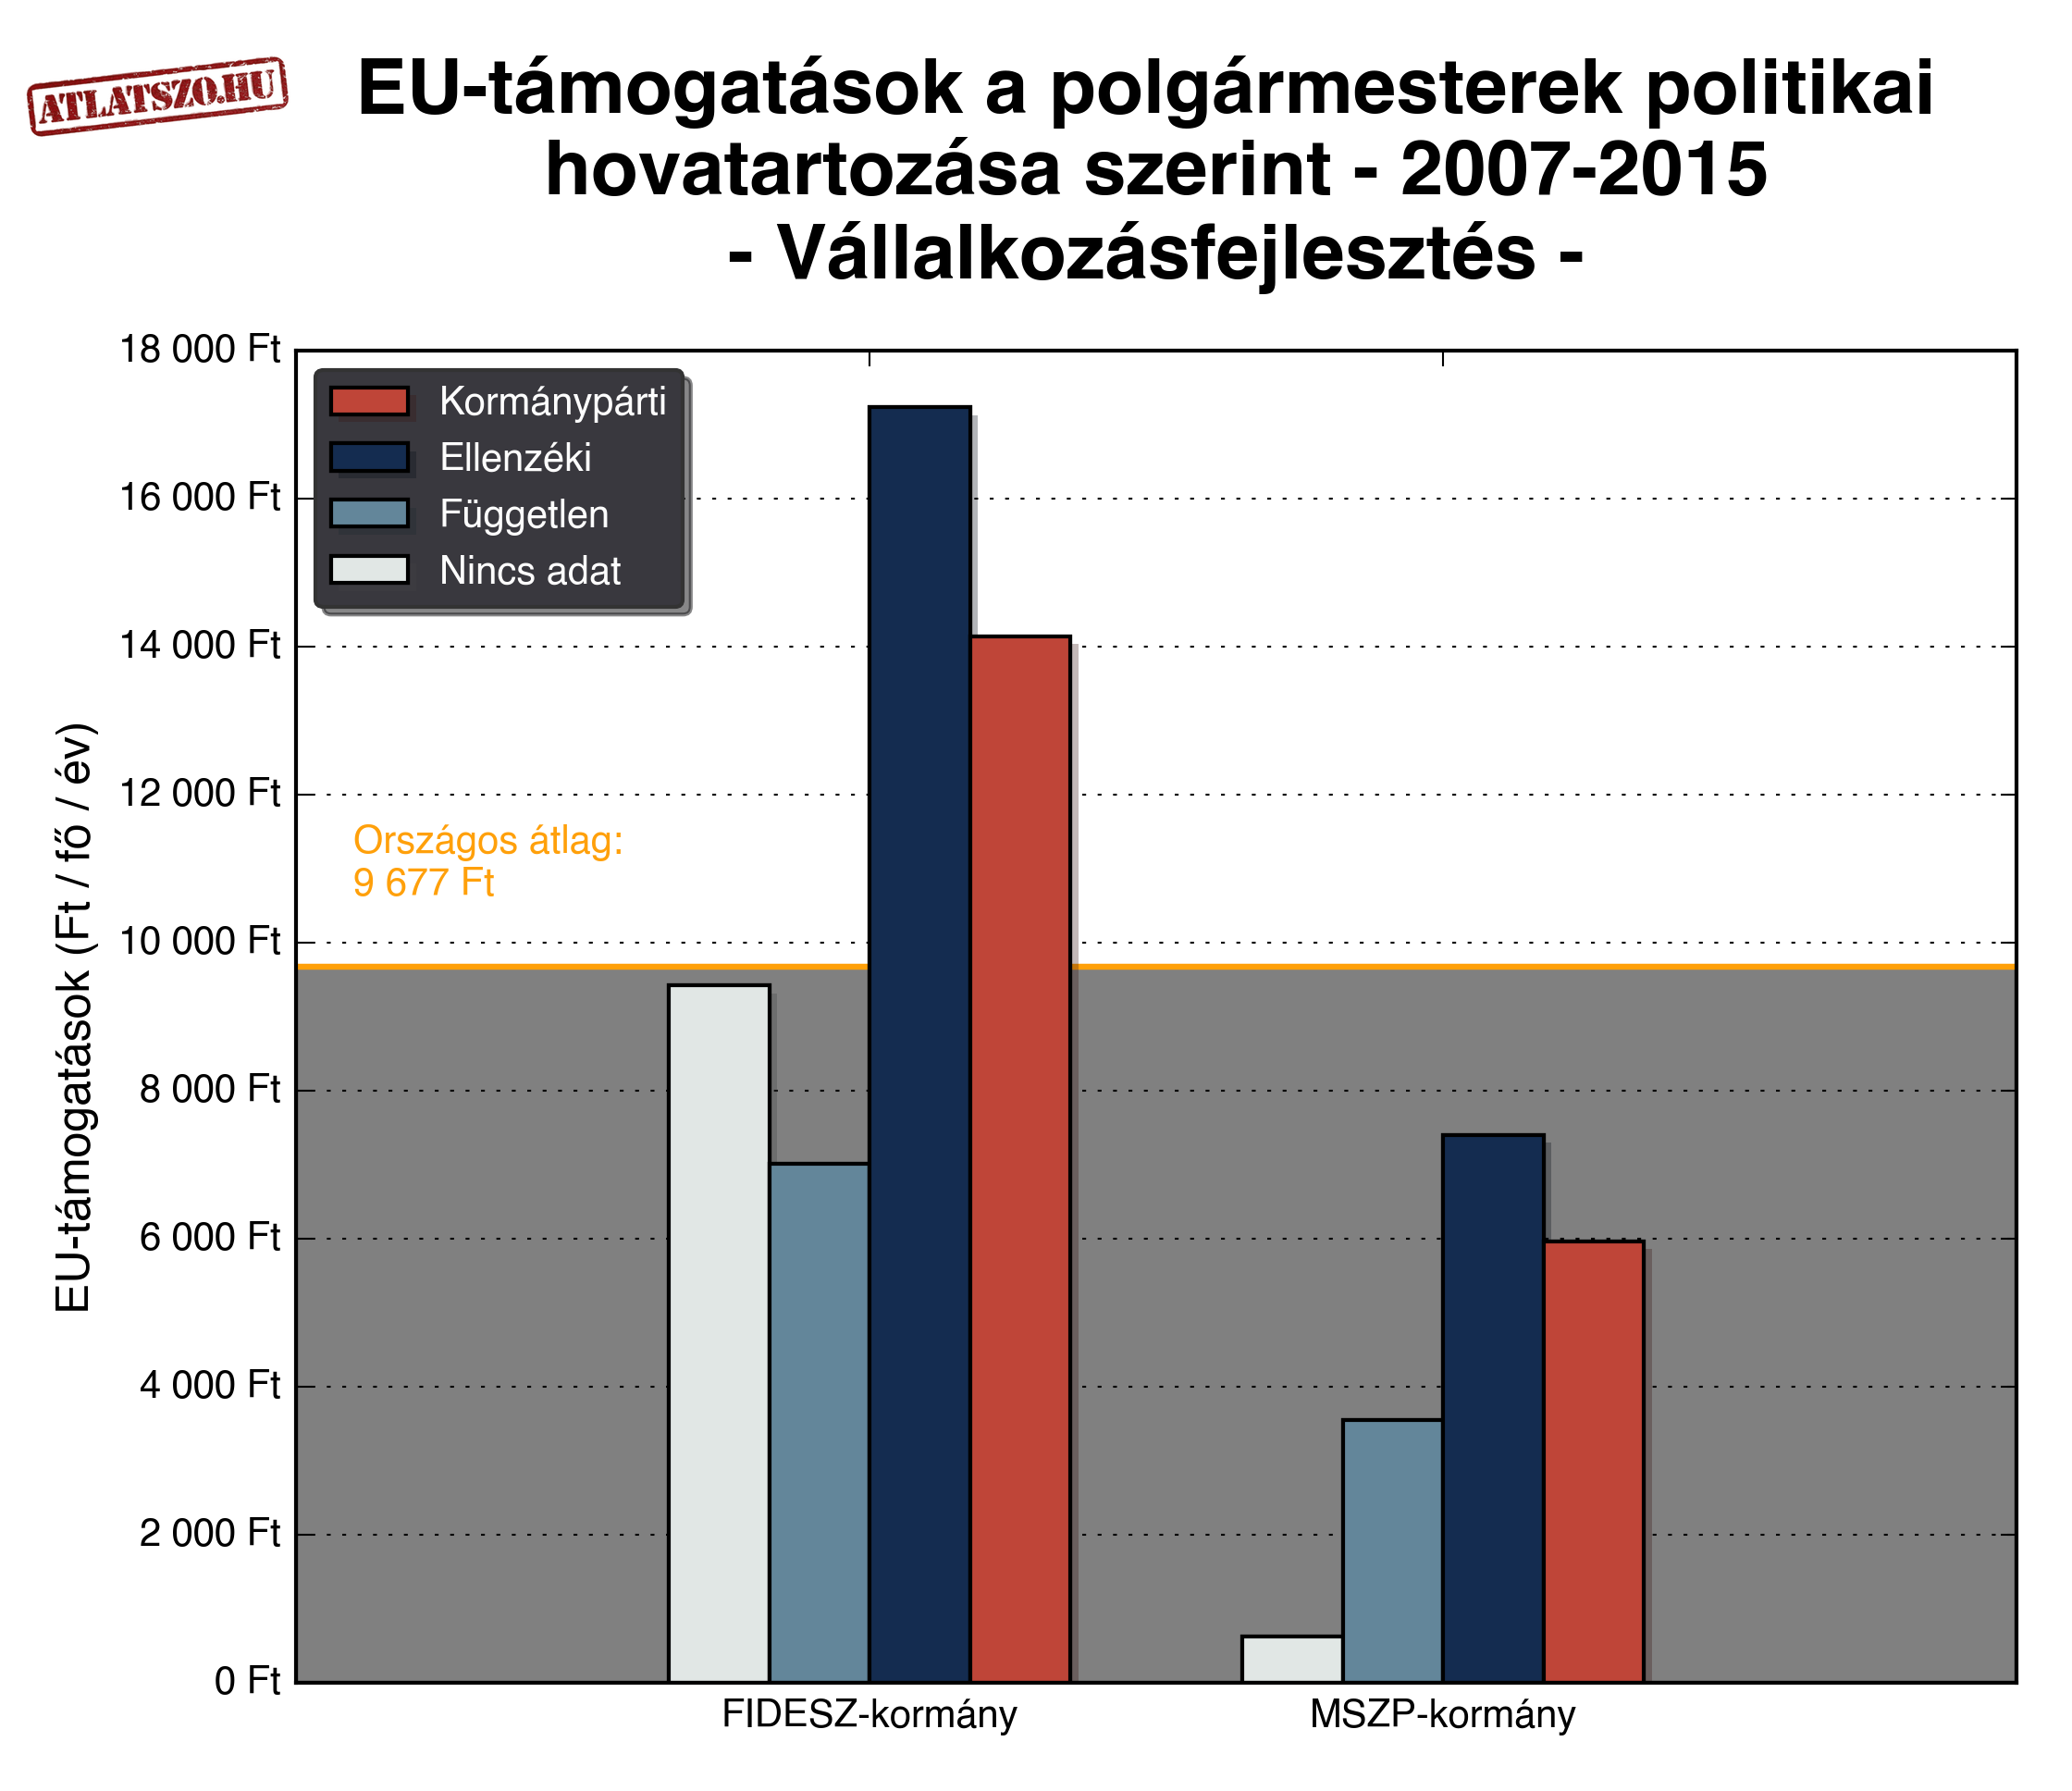 ATLATSZO.HU
EU-támogatások a polgármesterek politikai
hovatartozása szerint - 2007-2015
- Vállalkozásfejlesztés -
18 000 Ft
16 000 Ft
14 000 Ft
12 000 Ft
10 000 Ft
8 000 Ft
6 000 Ft
4 000 Ft
2 000 Ft
0 Ft
EU-támogatások (Ft / fő / év)
Kormánypárti
Ellenzéki
Független
Nincs adat
Országos átlag:
9 677 Ft
FIDESZ-kormány
MSZP-kormány